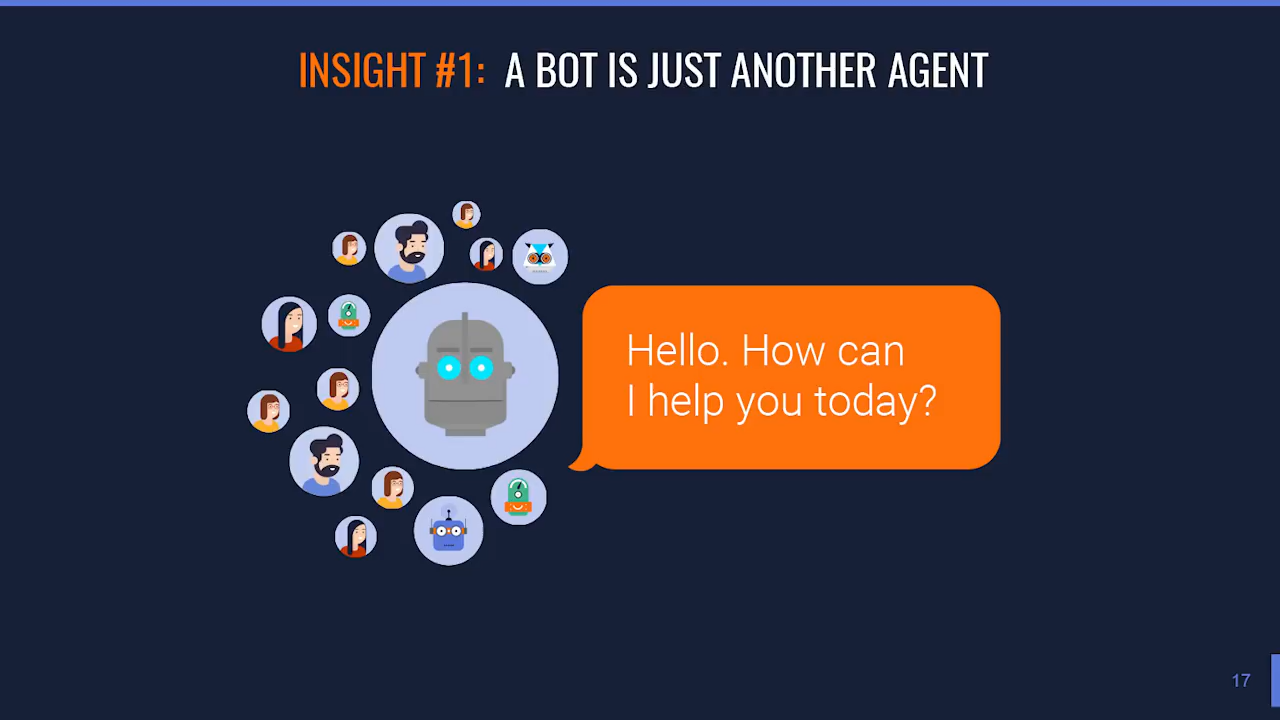 INSIGHT #1: A BOT IS JUST ANOTHER AGENT
Hello. How can
I help you today?
17